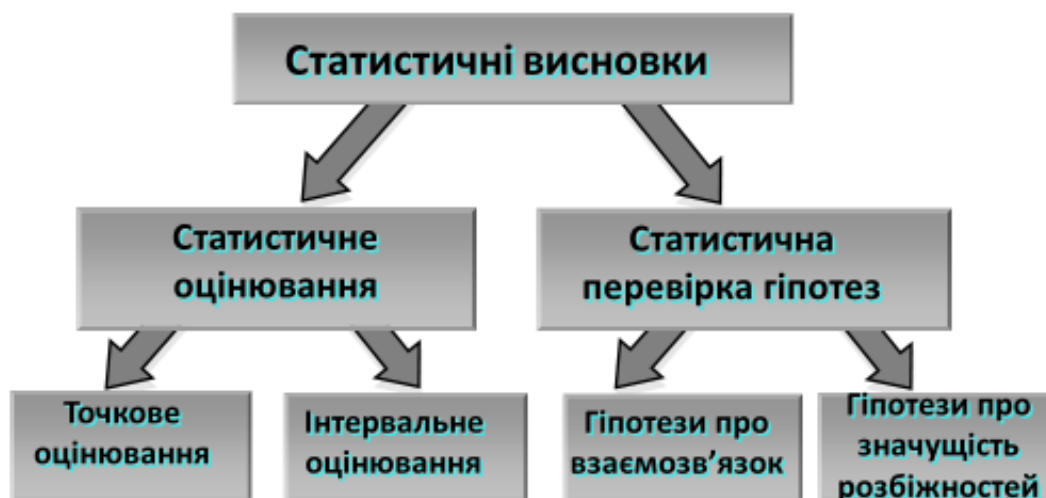 Статистичні висновки
Статистичне
оцінювання
Статистична
перевірка гіпотез
Точкове
оцінювання
Інтервальне
оцінювання
Гіпотези про
взаємозв’язок
Гіпотези про
значущість
розбіжностей